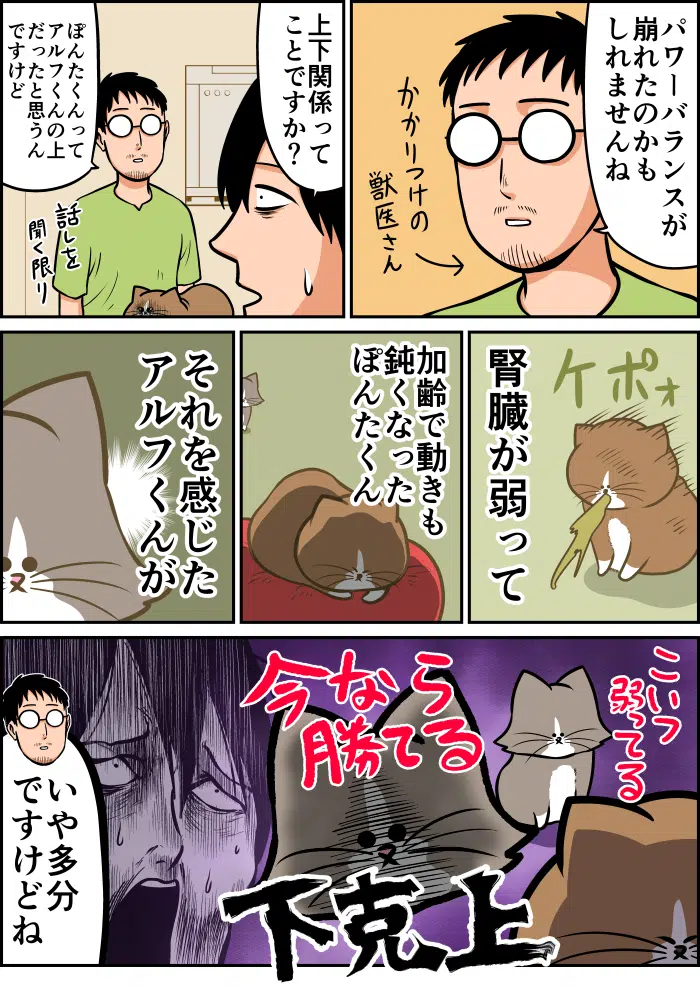 パワーバランスが
崩れたのかも
しれませんね
かかりつけの
獣医さん
上下関係って
ことですか？
ぽんたくんって
アルフくんの上
だったと思うん
ですけど
話しを
聞く限り
ケポォ
腎臓が弱って
加齢で動きも
鈍くなった
ぽんたくん
それを感じた
アルフくんが
こいつ
弱ってる
今なら
勝てる
下克上
いや多分
ですけどね